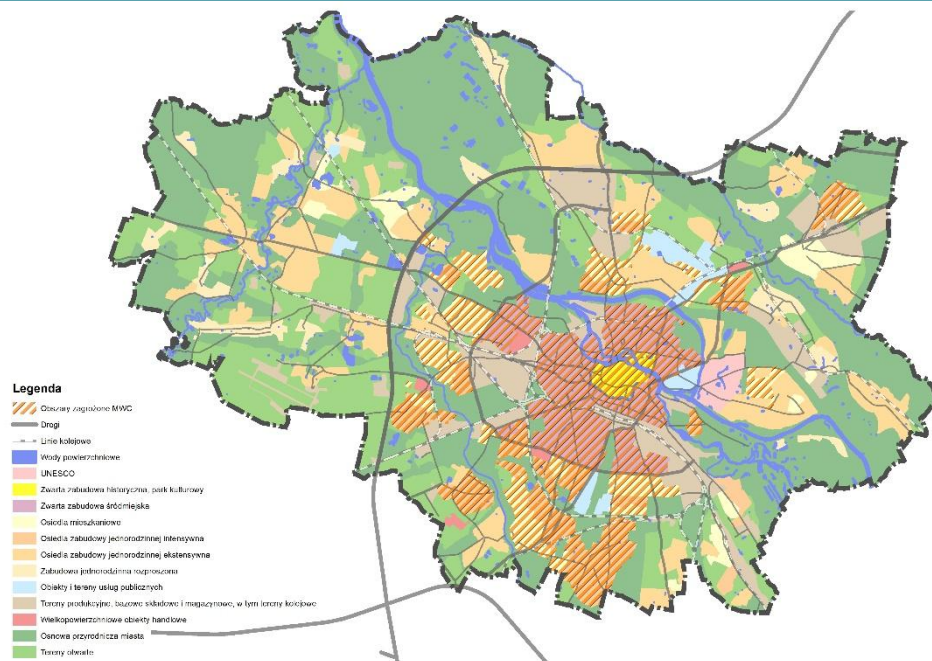 Legenda
Obszary zagrożone MWC
Drogi
Linie kolejowe
Wody powierzchniowe
UNESCO
Zwarta zabudowa historyczna, park kulturowy
Zwarta zabudowa śródmiejska
Osiedla mieszkaniowe
Osiedla zabudowy jednorodzinnej intensywna
Osiedla zabudowy jednorodzinnej ekstensywna
Zabudowa jednorodzinna rozproszona
Obiekty i tereny usług publicznych
Tereny produkcyjne, bazowe składowe i magazynowe, w tym tereny kolejowe
Wielkopowierzchniowe obiekty handlowe
Osnowa przyrodnicza miasta
Tereny otwarte